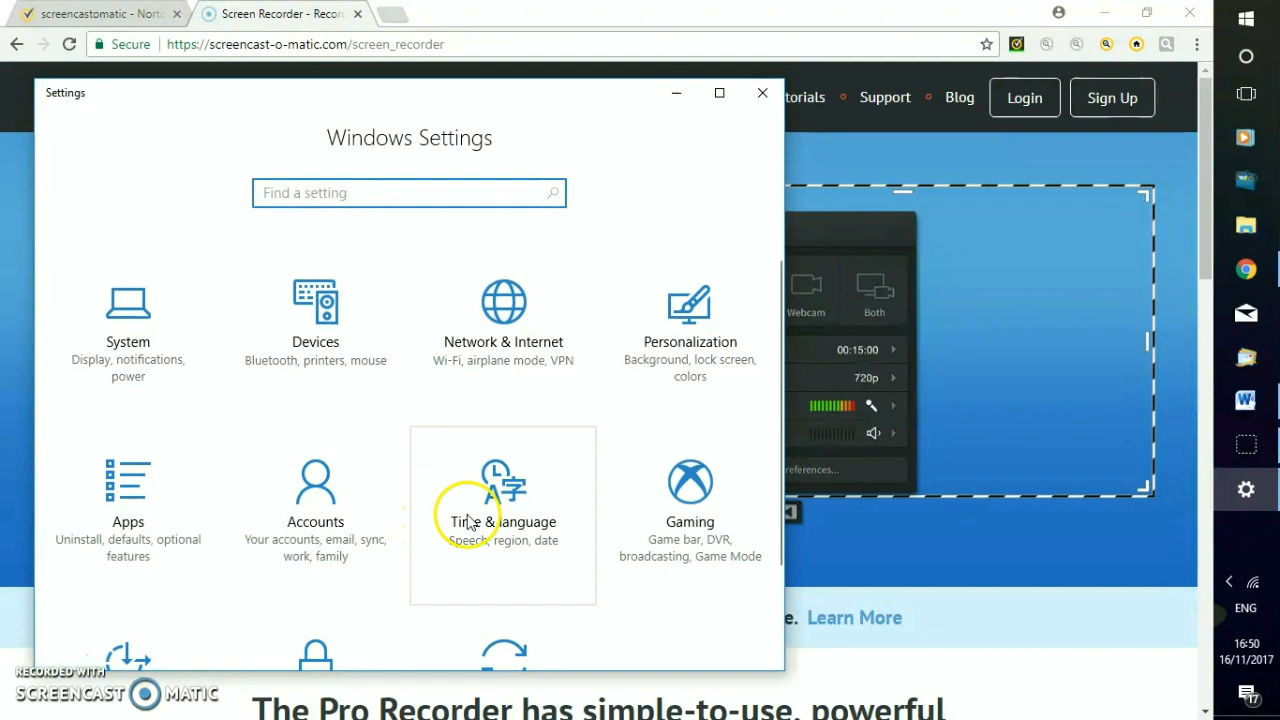 screencastomatic - Norto
Screen Recorder - Recor
Secure
https://screencast-o-matic.com/screen_recorder
Settings
torials
Support
Blog
Login
Sign Up
Windows Settings
Find a setting
System
Display, notifications,
power
Devices
Bluetooth, printers, mouse
Network & Internet
Wi-Fi, airplane mode, VPN
Personalization
Background, lock screen,
colors
Apps
Uninstall, defaults, optional
features
Accounts
Your accounts, email, sync,
work, family
Time & language
Speech, region, date
Gaming
Game bar, DVR,
broadcasting, Game Mode
Webcam
Both
00:15:00
720p
references...
e. Learn More
The Pro Recorder has simple-to-use, powerful
RECORDED WITH
SCREENCAST MATIC
ENG
16:50
16/11/2017
17